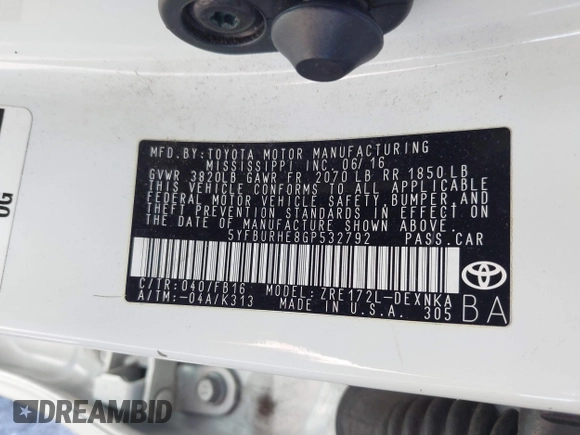 MFD.BY:TOYOTA MOTOR MANUFACTURING
MISSISSIPPI INC. 06/16
GVWR 3820LB GAWR FR 2070 LB RR 1850 LB
THIS VEHICLE CONFORMS TO ALL APPLICABLE
FEDERAL MOTOR VEHICLE SAFETY, BUMPER, AND
THEFT PREVENTION STANDARDS IN EFFECT ON
THE DATE OF MANUFACTURE SHOWN ABOVE.
5YFBURHE8GP532792 PASS.CAR
C/TR:040/FB16 MODEL:ZRE172L-DEXNKA
A/TM:-04A/K313 MADE IN U.S.A. 305
BA
OG
DREAMBID